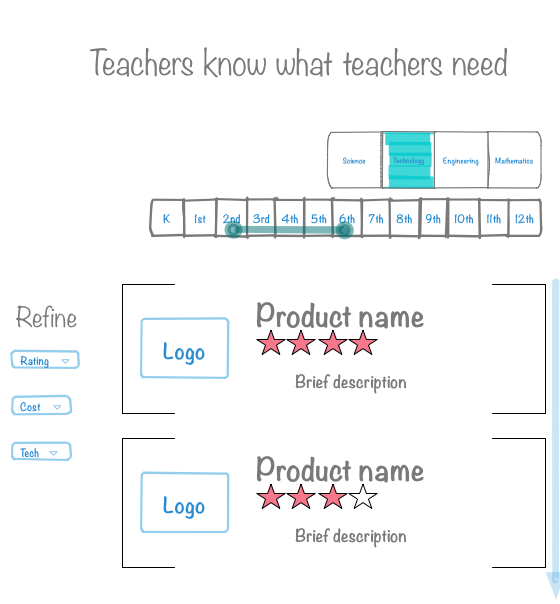 Teachers know what teachers need
Science Technology Engineering Mathematics
K 1st 2nd 3rd 4th 5th 6th 7th 8th 9th 10th 11th 12th
Refine
Rating
Cost
Tech
Logo
Product name
Brief description
Logo
Product name
Brief description